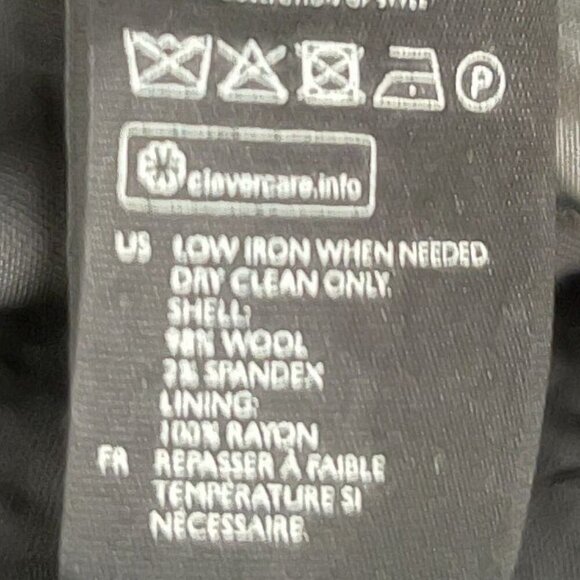 P
clevercare.info
US LOW IRON WHEN NEEDED.
DRY CLEAN ONLY.
SHELL:
98% WOOL
2% SPANDEX
LINING:
100% RAYON
FR REPASSER À FAIBLE
TEMPÉRATURE SI
NÉCESSAIRE.